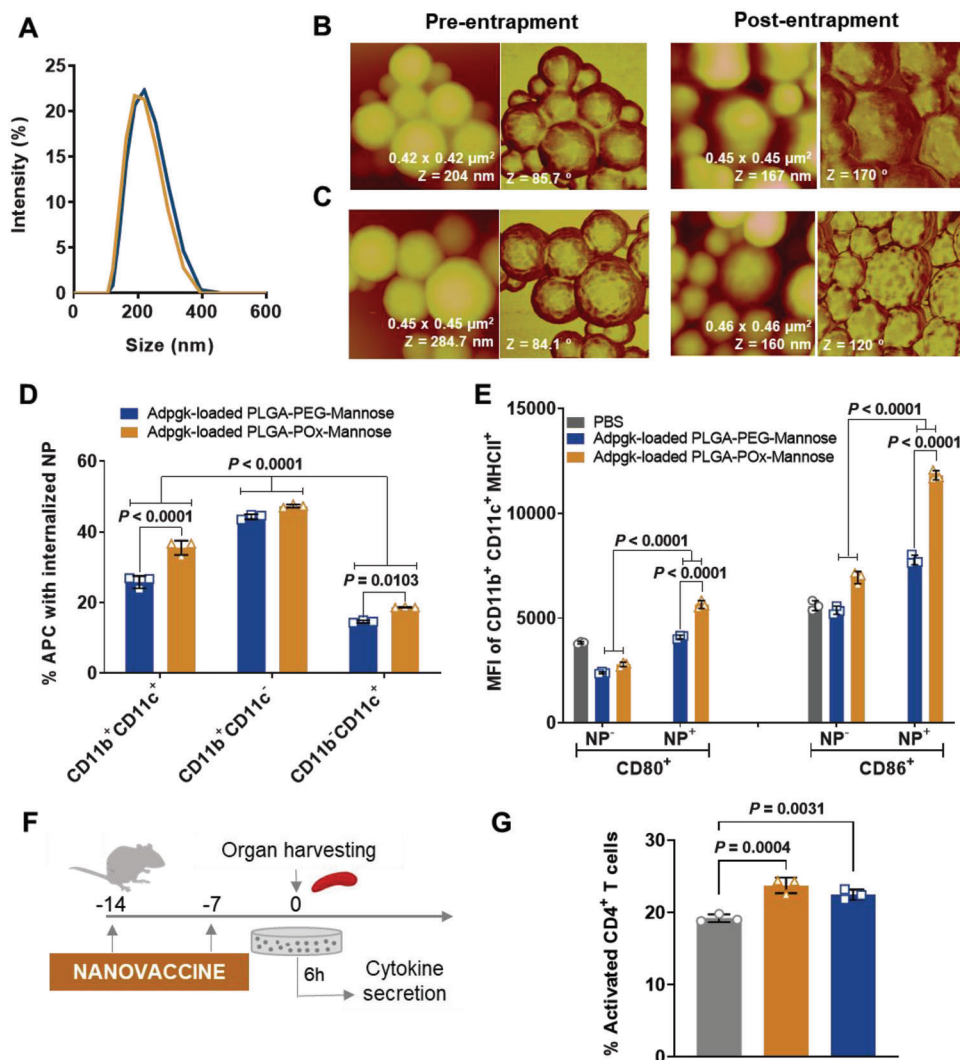 A
25
20
15
10
5
0
0
200
400
600
Intensity (%)
Size (nm)
B
Pre-entrapment
Post-entrapment
0.42 x 0.42 µm²
Z = 204 nm
Z = 85.7 º
0.45 x 0.45 µm²
Z = 167 nm
Z = 170 º
C
0.45 x 0.45 µm²
Z = 284.7 nm
Z = 84.1 º
0.46 x 0.46 µm²
Z = 160 nm
Z = 120 º
D
Adpgk-loaded PLGA-PEG-Mannose
Adpgk-loaded PLGA-POx-Mannose
% APC with internalized NP
60
40
20
0
P < 0.0001
P < 0.0001
P = 0.0103
CD11b⁺CD11c⁺
CD11b⁺CD11c⁻
CD11b⁻CD11c⁺
E
PBS
Adpgk-loaded PLGA-PEG-Mannose
Adpgk-loaded PLGA-POx-Mannose
MFI of CD11b⁺ CD11c⁺ MHCII⁺
15000
10000
5000
0
P < 0.0001
P < 0.0001
P < 0.0001
P < 0.0001
NP⁻
NP⁺
NP⁻
NP⁺
CD80⁺
CD86⁺
F
Organ harvesting
-14
-7
0
NANOVACCINE
6h
Cytokine
secretion
G
% Activated CD4⁺ T cells
30
20
10
0
P = 0.0031
P = 0.0004